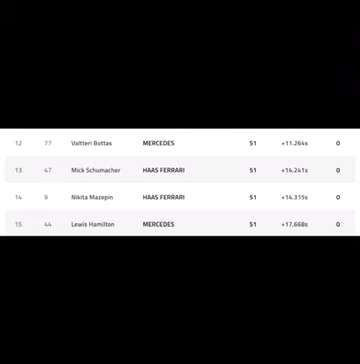 12 77 Valtteri Bottas MERCEDES 51 +11.264s 0
13 47 Mick Schumacher HAAS FERRARI 51 +14.241s 0
14 9 Nikita Mazepin HAAS FERRARI 51 +14.315s 0
15 44 Lewis Hamilton MERCEDES 51 +17.668s 0